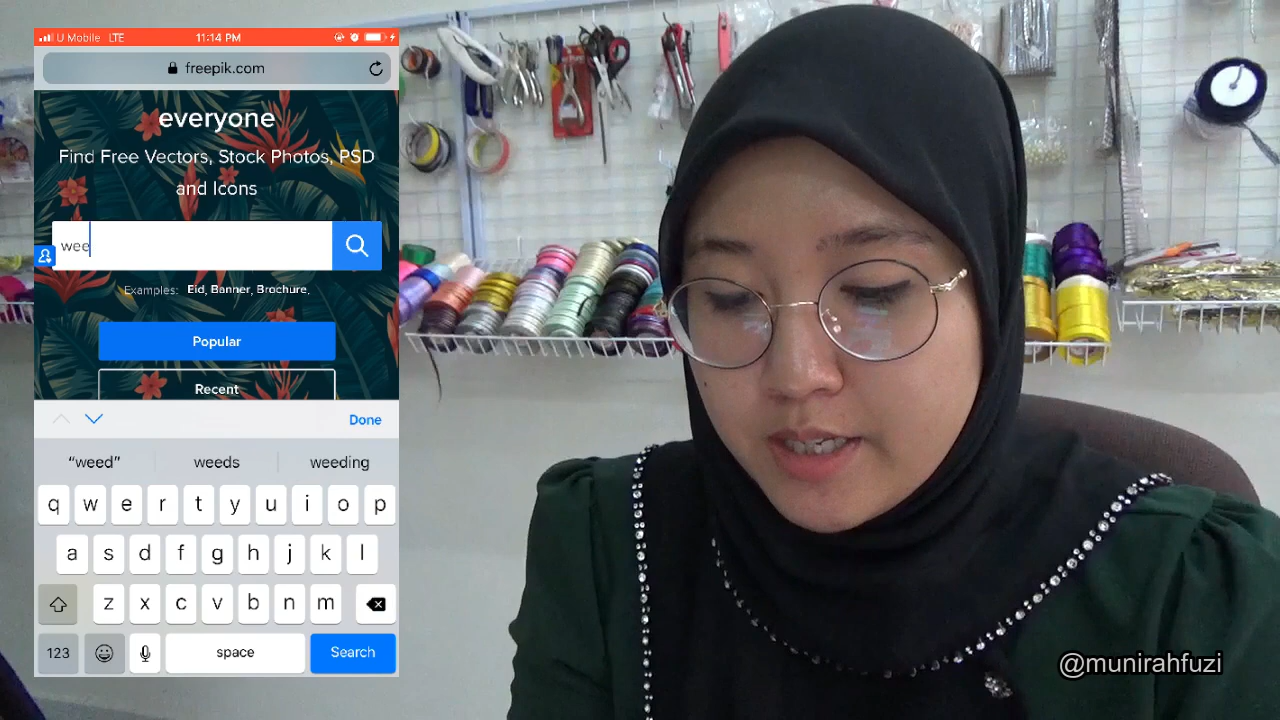 U Mobile LTE 11:14 PM
freepik.com
everyone
Find Free Vectors, Stock Photos, PSD
and Icons
wee
Examples: Eid, Banner, Brochure.
Popular
Recent
Done
“weed” weeds weeding
q w e r t y u i o p
a s d f g h j k l
z x c v b n m
123 space Search
@munirahfuzi